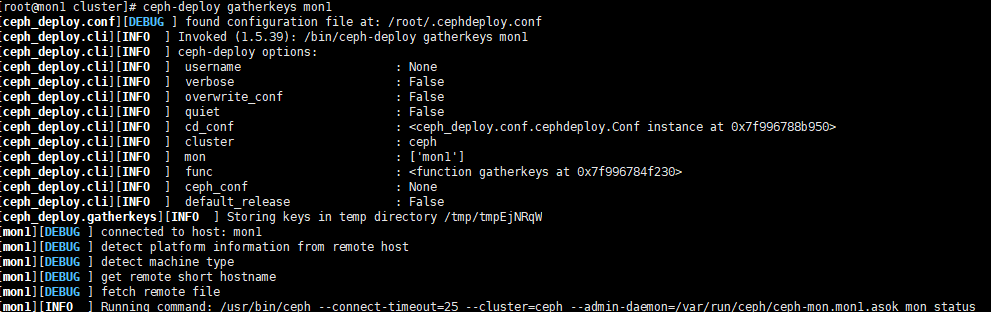 [root@mon1 cluster]# ceph-deploy gatherkeys mon1
[ceph_deploy.conf][DEBUG ] found configuration file at: /root/.cephdeploy.conf
[ceph_deploy.cli][INFO  ] Invoked (1.5.39): /bin/ceph-deploy gatherkeys mon1
[ceph_deploy.cli][INFO  ] ceph-deploy options:
[ceph_deploy.cli][INFO  ]  username                      : None
[ceph_deploy.cli][INFO  ]  verbose                       : False
[ceph_deploy.cli][INFO  ]  overwrite_conf                : False
[ceph_deploy.cli][INFO  ]  quiet                         : False
[ceph_deploy.cli][INFO  ]  cd_conf                       : <ceph_deploy.conf.cephdeploy.Conf instance at 0x7f996788b950>
[ceph_deploy.cli][INFO  ]  cluster                       : ceph
[ceph_deploy.cli][INFO  ]  mon                           : ['mon1']
[ceph_deploy.cli][INFO  ]  func                          : <function gatherkeys at 0x7f996784f230>
[ceph_deploy.cli][INFO  ]  ceph_conf                     : None
[ceph_deploy.cli][INFO  ]  default_release               : False
[ceph_deploy.gatherkeys][INFO  ] Storing keys in temp directory /tmp/tmpEjNRqW
[mon1][DEBUG ] connected to host: mon1
[mon1][DEBUG ] detect platform information from remote host
[mon1][DEBUG ] detect machine type
[mon1][DEBUG ] get remote short hostname
[mon1][DEBUG ] fetch remote file
[mon1][INFO  ] Running command: /usr/bin/ceph --connect-timeout=25 --cluster=ceph --admin-daemon=/var/run/ceph/ceph-mon.mon1.asok mon_status